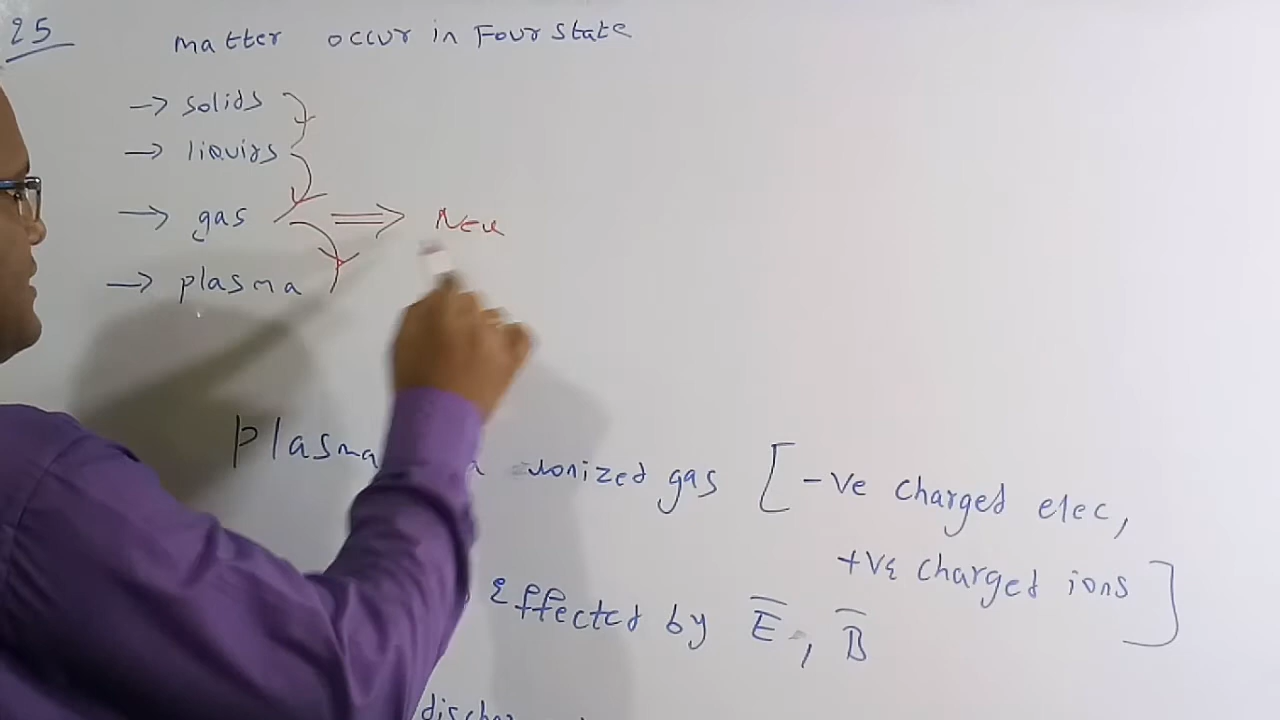 25
matter occur in Four state
→ solids
→ liquids
→ gas ⇒ Neu
→ plasma
Plasma ionized gas [-ve charged elec,
+ve charged ions]
Effected by E, B